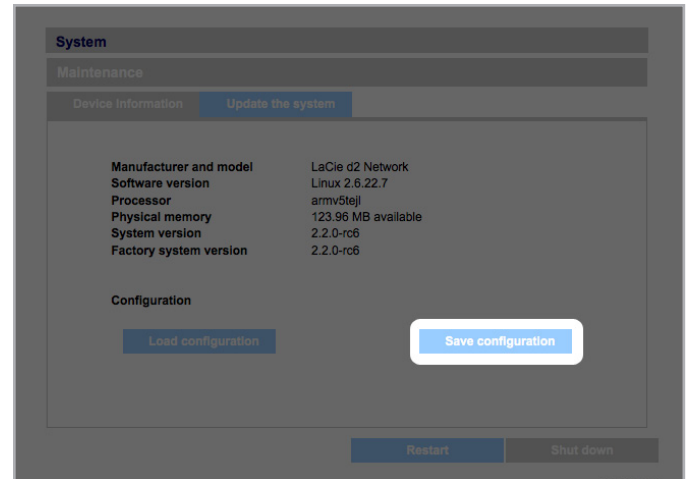 System
Maintenance
Device Information Update the system
Manufacturer and model LaCie d2 Network
Software version Linux 2.6.22.7
Processor armv5tejl
Physical memory 123.96 MB available
System version 2.2.0-rc6
Factory system version 2.2.0-rc6
Configuration
Load configuration Save configuration
Restart Shut down